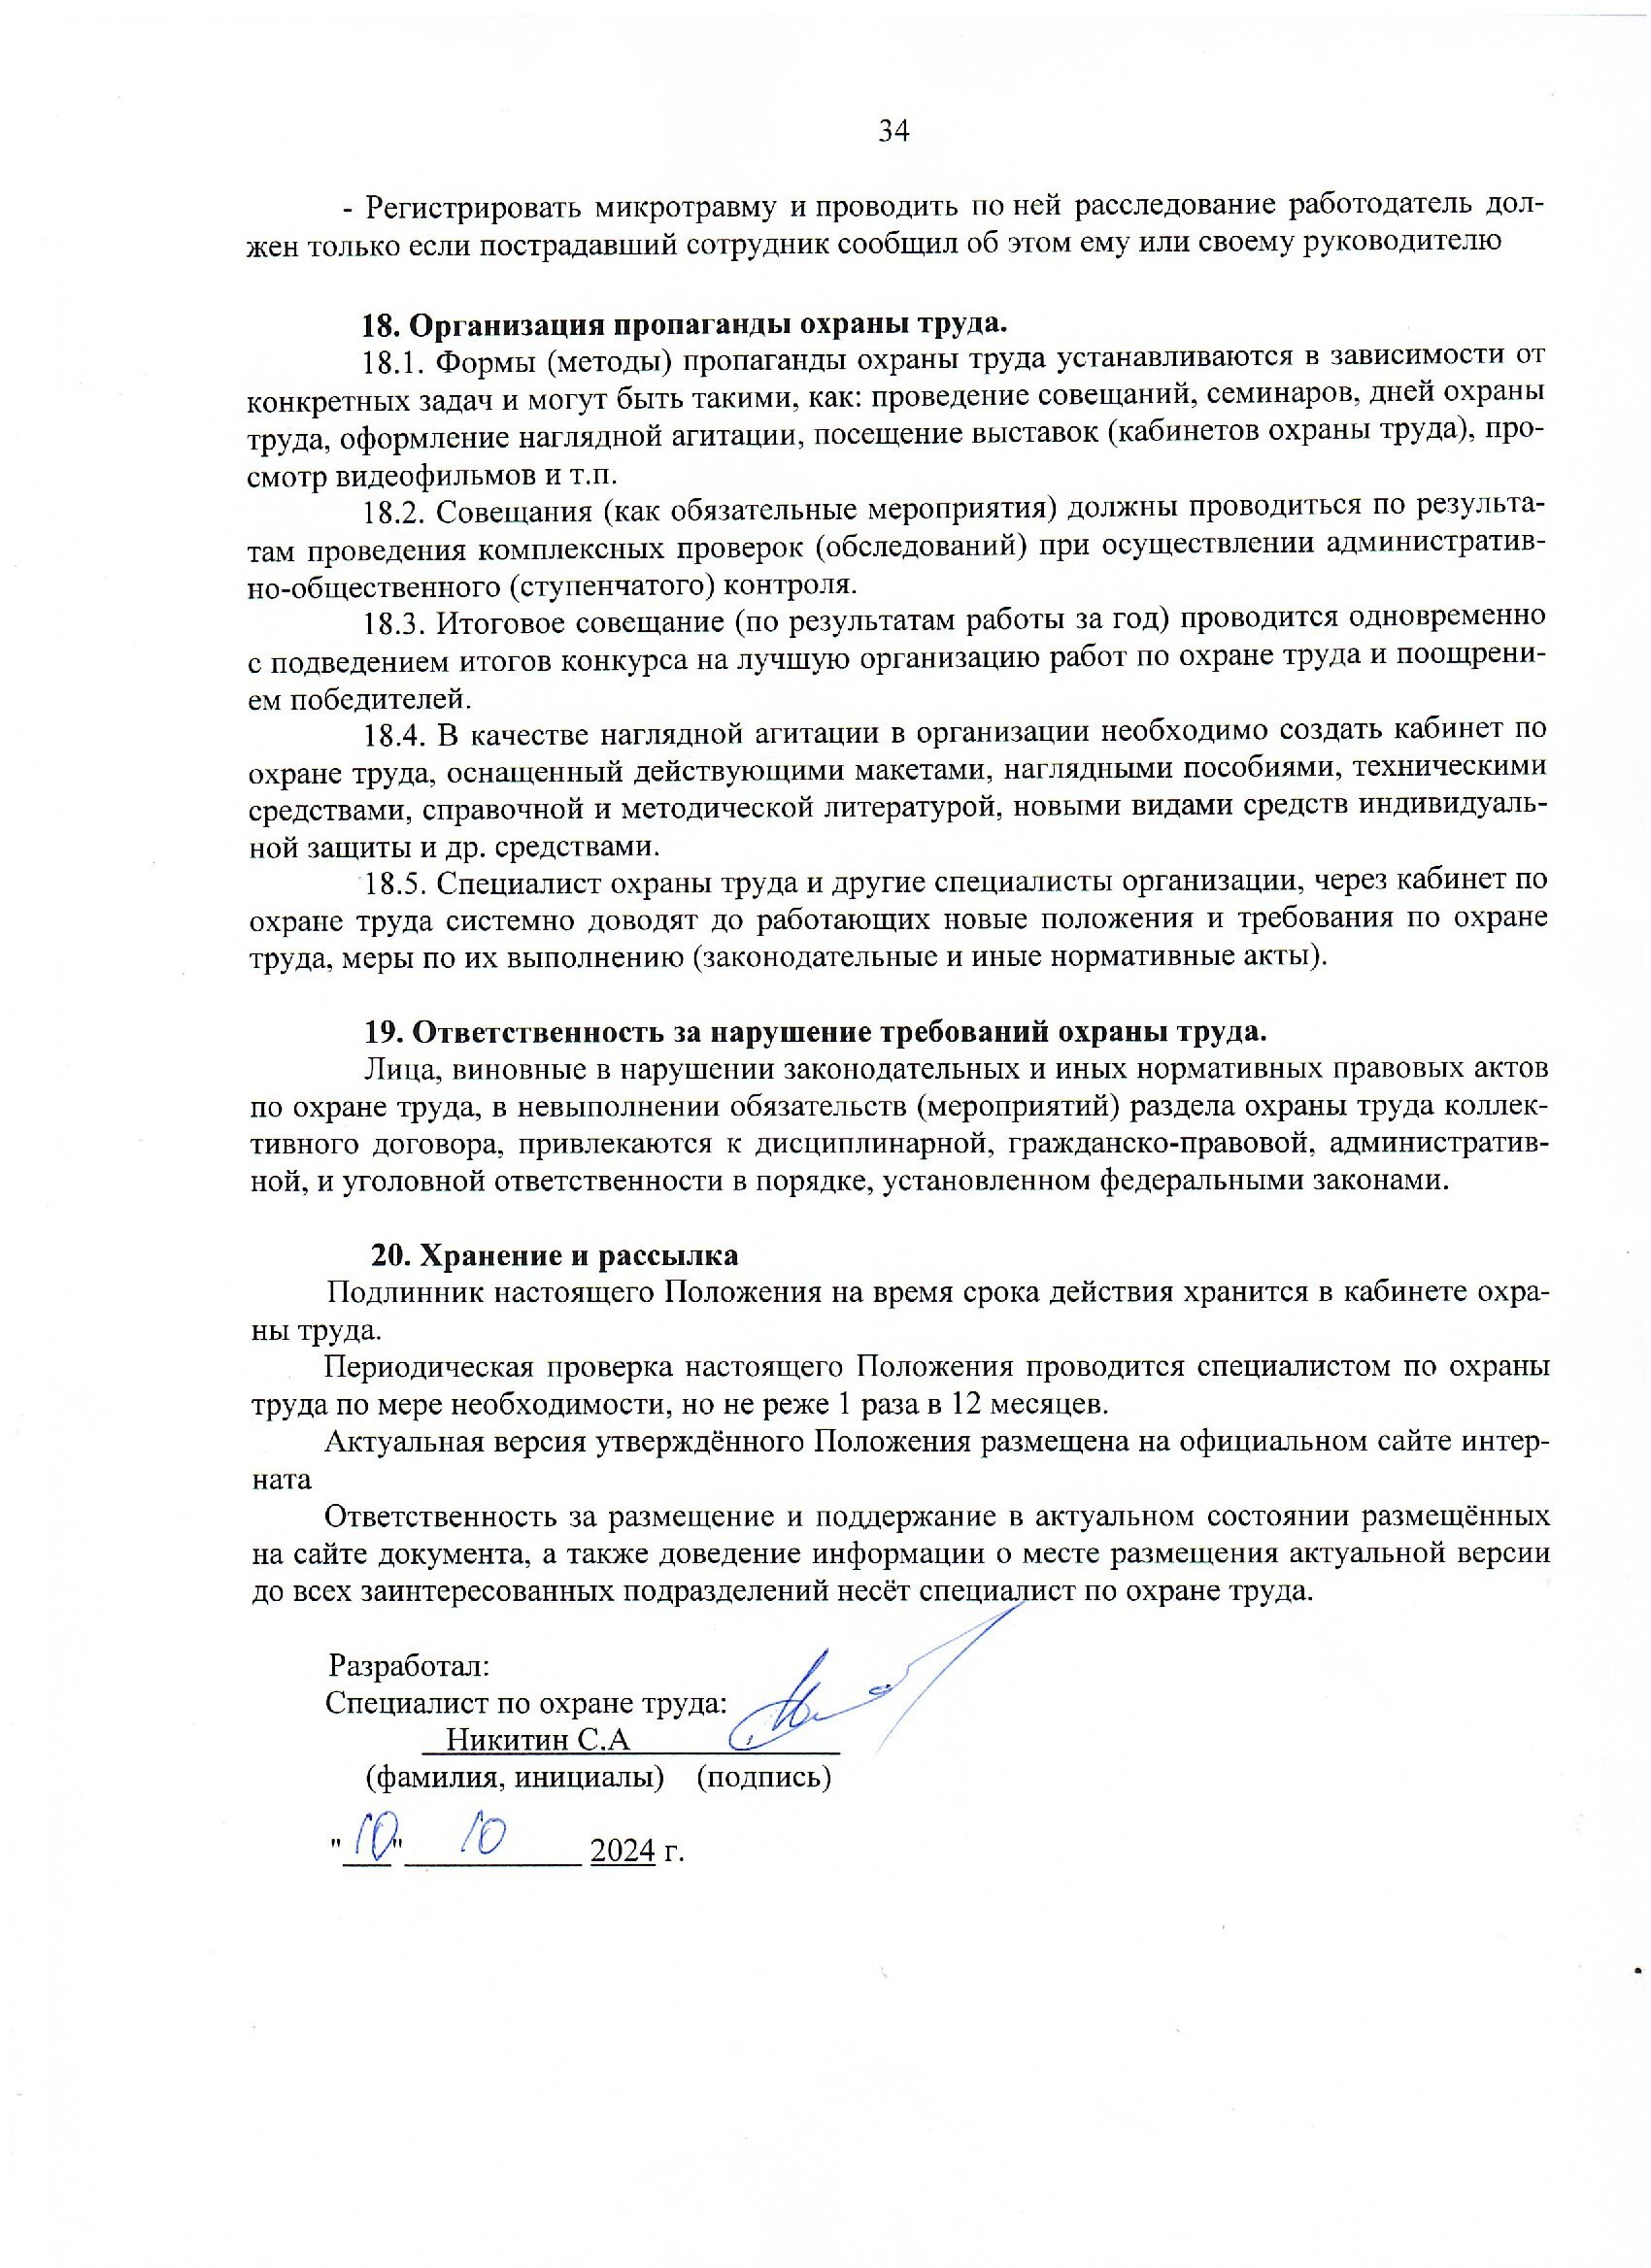 34
- Регистрировать микротравму и проводить по ней расследование работодатель дол-
жен только если пострадавший сотрудник сообщил об этом ему или своему руководителю
18. Организация пропаганды охраны труда.
18.1. Формы (методы) пропаганды охраны труда устанавливаются в зависимости от
конкретных задач и могут быть такими, как: проведение совещаний, семинаров, дней охраны
труда, оформление наглядной агитации, посещение выставок (кабинетов охраны труда), про-
смотр видеофильмов и т.п.
18.2. Совещания (как обязательные мероприятия) должны проводиться по результа-
там проведения комплексных проверок (обследований) при осуществлении административ-
но-общественного (ступенчатого) контроля.
18.3. Итоговое совещание (по результатам работы за год) проводится одновременно
с подведением итогов конкурса на лучшую организацию работ по охране труда и поощрени-
ем победителей.
18.4. В качестве наглядной агитации в организации необходимо создать кабинет по
охране труда, оснащенный действующими макетами, наглядными пособиями, техническими
средствами, справочной и методической литературой, новыми видами средств индивидуаль-
ной защиты и др. средствами.
18.5. Специалист охраны труда и другие специалисты организации, через кабинет по
охране труда системно доводят до работающих новые положения и требования по охране
труда, меры по их выполнению (законодательные и иные нормативные акты).
19. Ответственность за нарушение требований охраны труда.
Лица, виновные в нарушении законодательных и иных нормативных правовых актов
по охране труда, в невыполнении обязательств (мероприятий) раздела охраны труда коллек-
тивного договора, привлекаются к дисциплинарной, гражданско-правовой, административ-
ной, и уголовной ответственности в порядке, установленном федеральными законами.
20. Хранение и рассылка
Подлинник настоящего Положения на время срока действия хранится в кабинете охра-
ны труда.
Периодическая проверка настоящего Положения проводится специалистом по охраны
труда по мере необходимости, но не реже 1 раза в 12 месяцев.
Актуальная версия утверждённого Положения размещена на официальном сайте интер-
ната
Ответственность за размещение и поддержание в актуальном состоянии размещённых
на сайте документа, а также доведение информации о месте размещения актуальной версии
до всех заинтересованных подразделений несёт специалист по охране труда.
Разработал:
Специалист по охране труда:
Никитин С.А
(фамилия, инициалы) (подпись)
"10" 10 2024 г.